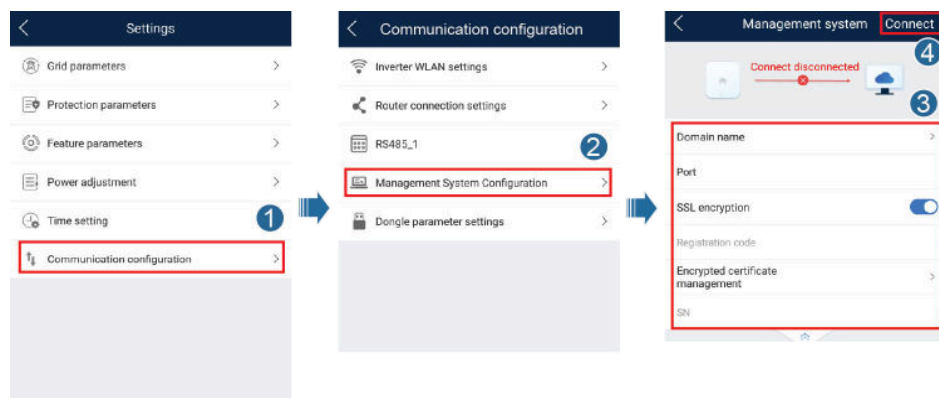 Settings
Grid parameters
Protection parameters
Feature parameters
Power adjustment
Time setting
1
Communication configuration
Communication configuration
Inverter WLAN settings
Router connection settings
RS485_1
2
Management System Configuration
Dongle parameter settings
Management system
Connect
4
Connect disconnected
3
Domain name
Port
SSL encryption
Registration code
Encrypted certificate
management
SN